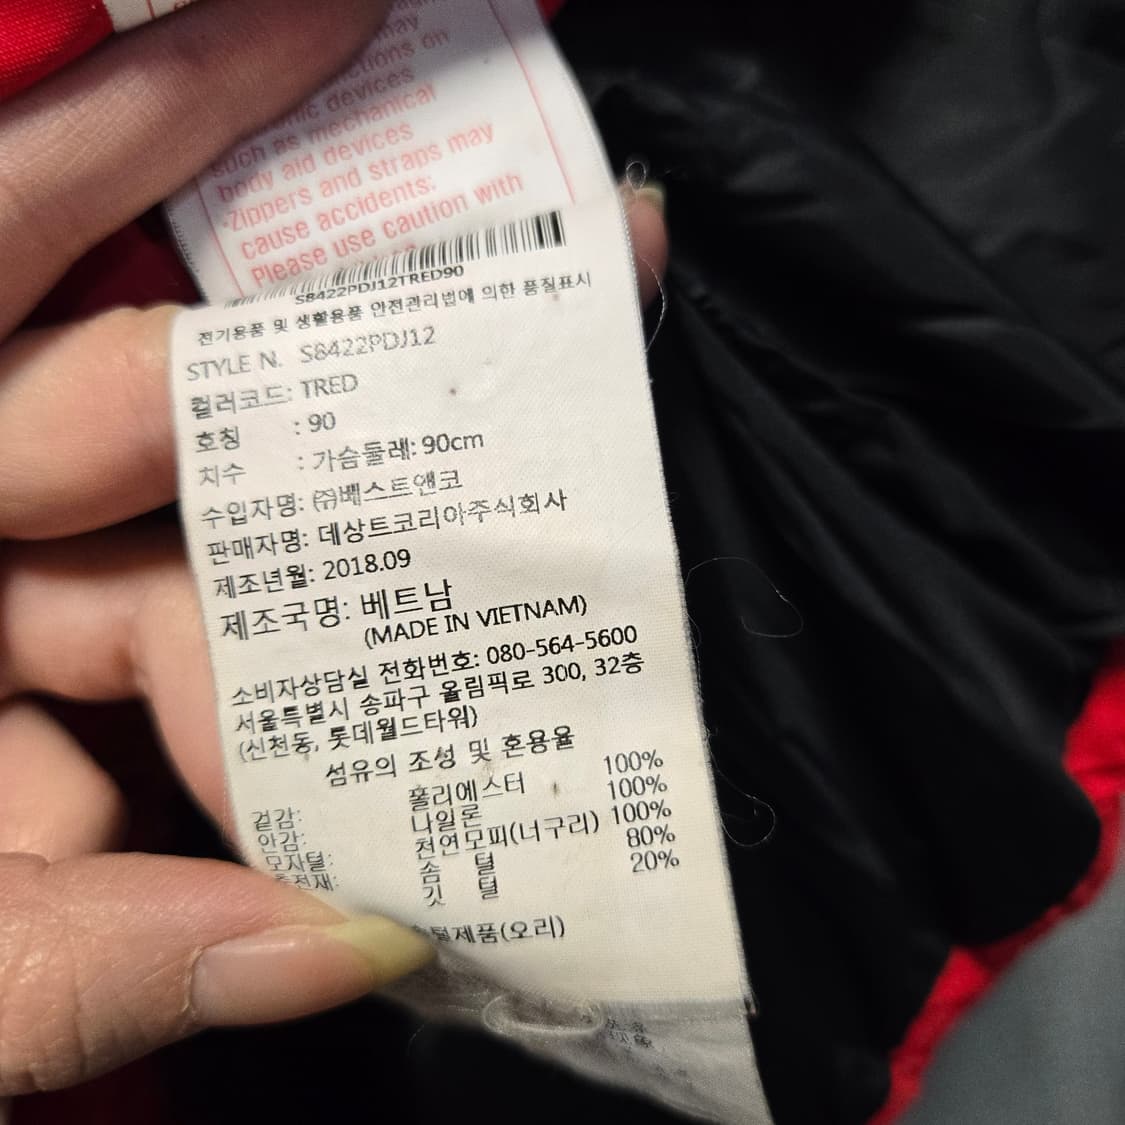 may
ctions on
devices
such as mechanical
body aid devices
-Zippers and straps may
cause accidents:
Please use caution with
S8422PDJ12TRED90
전기용품 및 생활용품 안전관리법에 의한 품질표시
STYLE N. S8422PDJ12
컬러코드: TRED
호칭 : 90
치수 : 가슴둘레: 90cm
수입자명: ㈜베스트앤코
판매자명: 데상트코리아주식회사
제조년월: 2018.09
제조국명: 베트남
(MADE IN VIETNAM)
소비자상담실 전화번호: 080-564-5600
서울특별시 송파구 올림픽로 300, 32층
(신천동, 롯데월드타워)
섬유의 조성 및 혼용율
겉감: 폴리에스터 100%
안감: 나일론 100%
모자털: 천연모피(너구리) 100%
충전재: 솜 털 80%
깃 털 20%
털제품(오리)